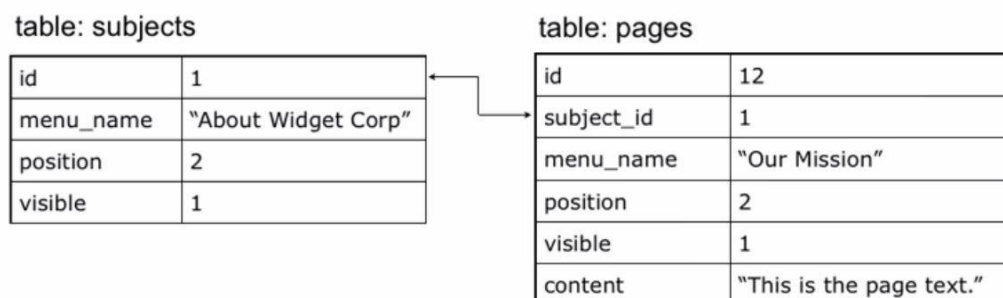 table: subjects
id 1
menu_name “About Widget Corp”
position 2
visible 1
table: pages
id 12
subject_id 1
menu_name “Our Mission”
position 2
visible 1
content “This is the page text.”